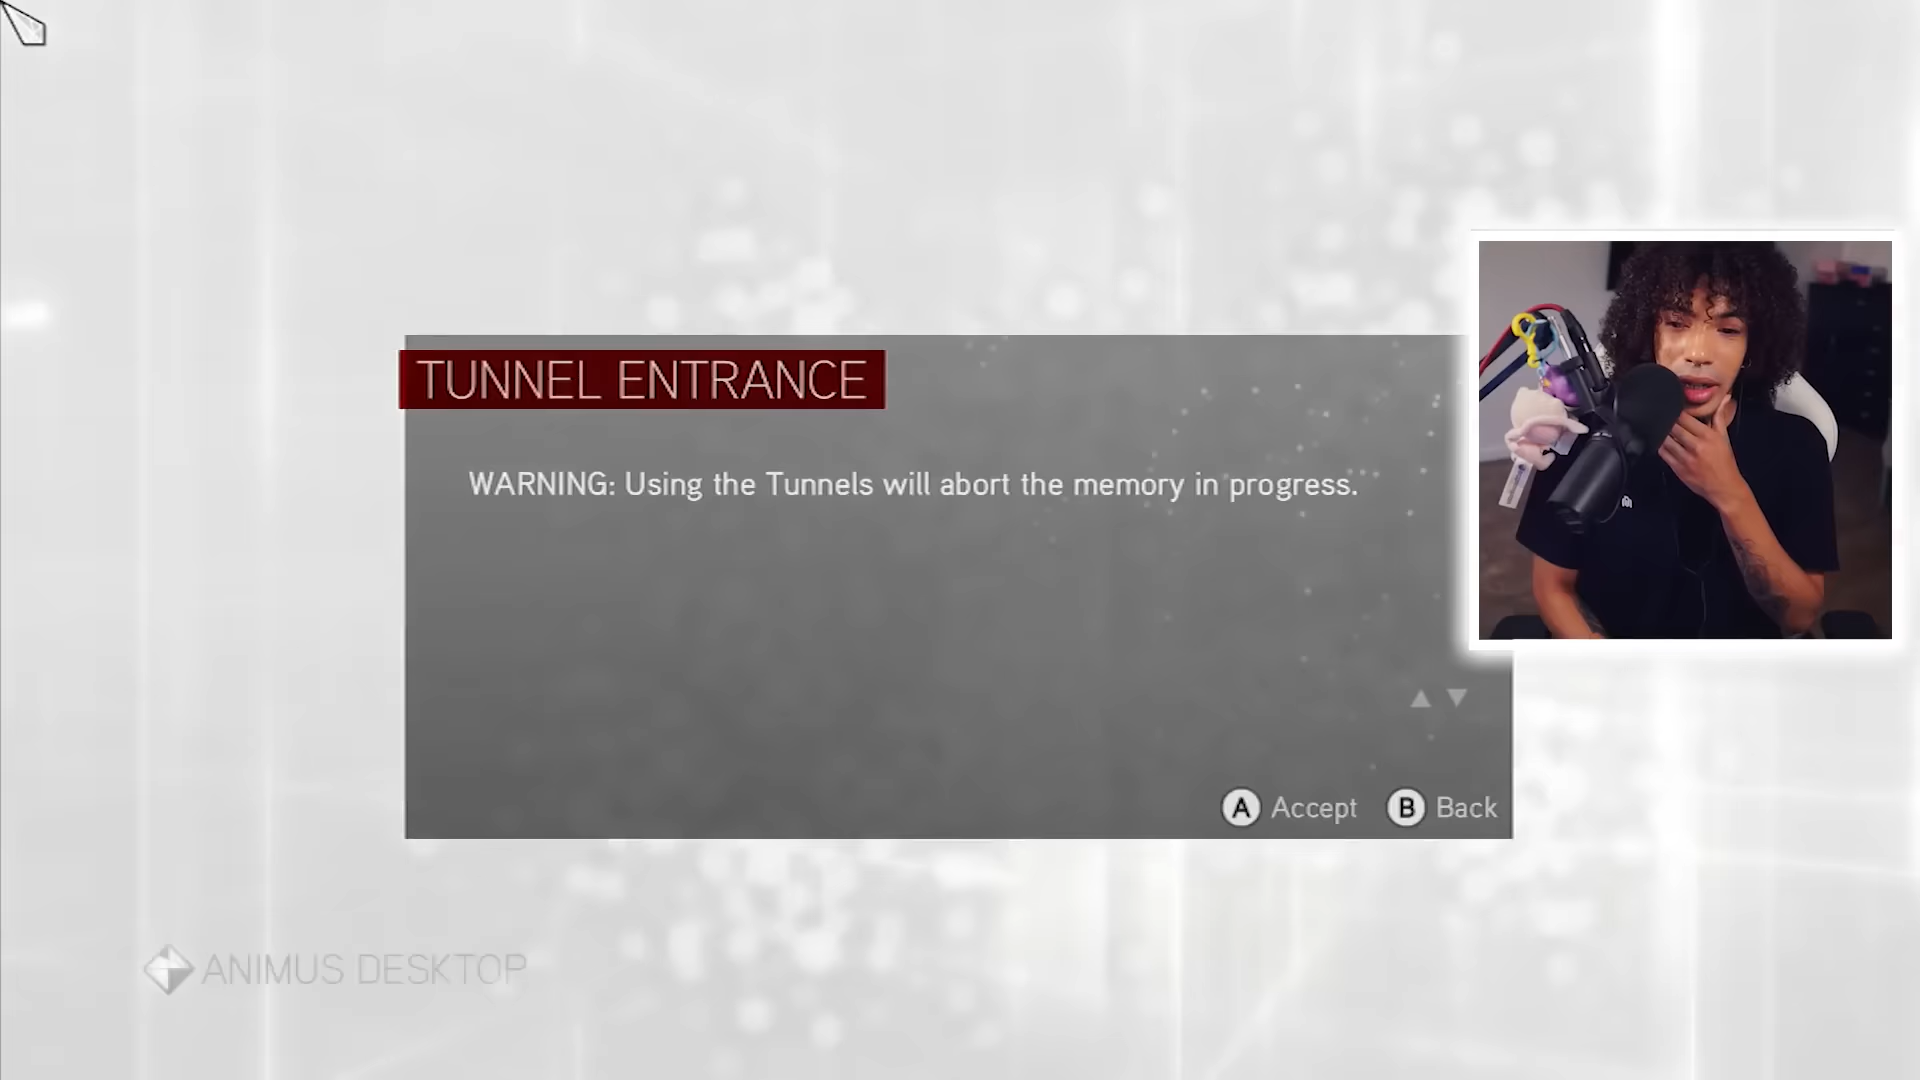 TUNNEL ENTRANCE
WARNING: Using the Tunnels will abort the memory in progress.
A Accept B Back
ANIMUS DESKTOP